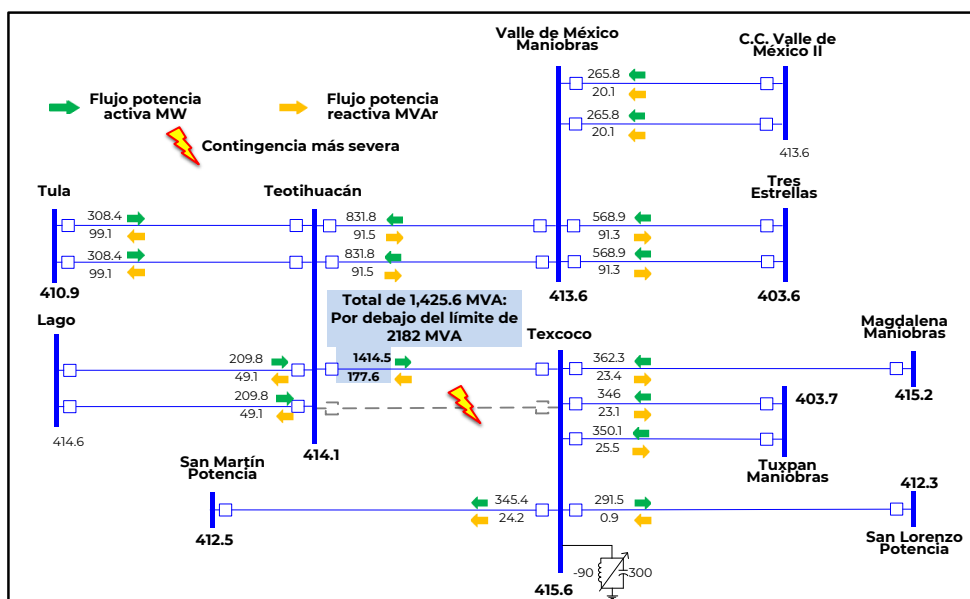 Valle de México
Maniobras
C.C. Valle de
México II
Flujo potencia
activa MW
Flujo potencia
reactiva MVAr
Contingencia más severa
265.8
20.1
265.8
20.1
413.6
Tula
Teotihuacán
Tres
Estrellas
308.4
99.1
831.8
91.5
568.9
91.3
308.4
99.1
831.8
91.5
568.9
91.3
410.9
413.6
403.6
Total de 1,425.6 MVA:
Por debajo del límite de
2182 MVA
Lago
Texcoco
Magdalena
Maniobras
209.8
49.1
1414.5
177.6
362.3
23.4
415.2
209.8
49.1
346
23.1
403.7
350.1
25.5
414.6
414.1
Tuxpan
Maniobras
San Martín
Potencia
345.4
24.2
291.5
0.9
412.3
412.5
San Lorenzo
Potencia
-90
300
415.6